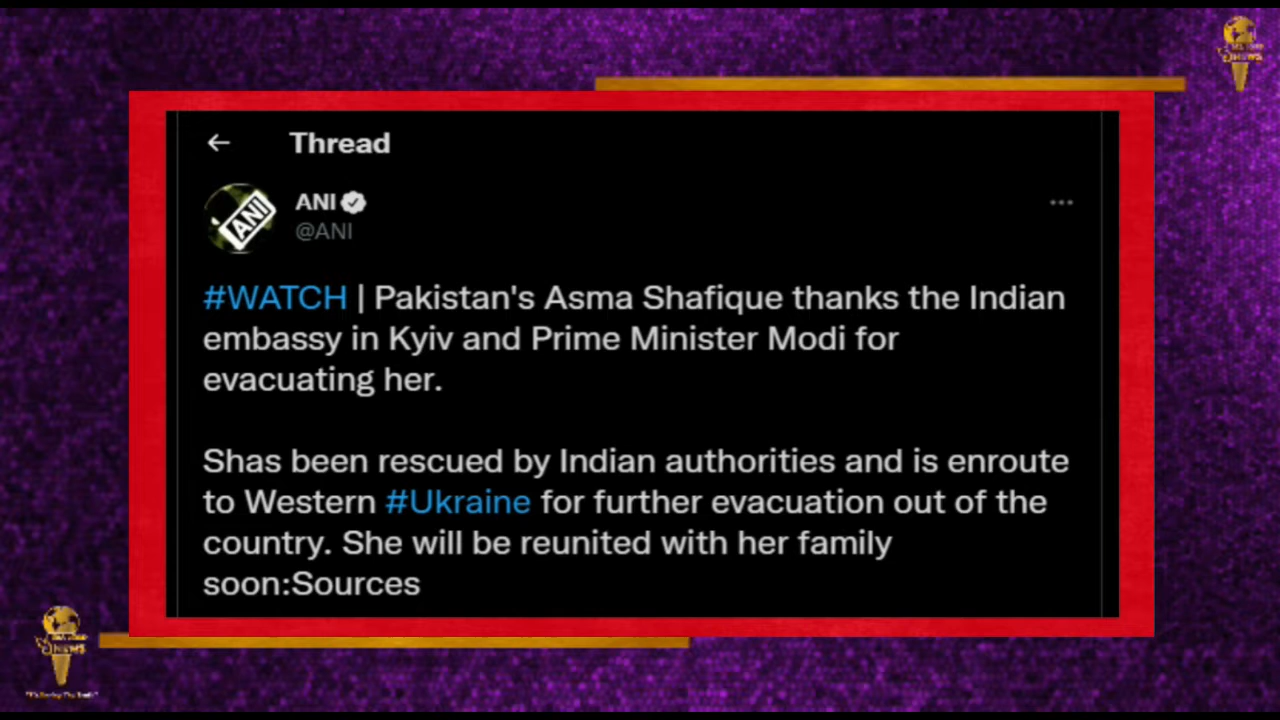 Thread
ANI
@ANI
#WATCH | Pakistan's Asma Shafique thanks the Indian
embassy in Kyiv and Prime Minister Modi for
evacuating her.
Shas been rescued by Indian authorities and is enroute
to Western #Ukraine for further evacuation out of the
country. She will be reunited with her family
soon:Sources
ANI